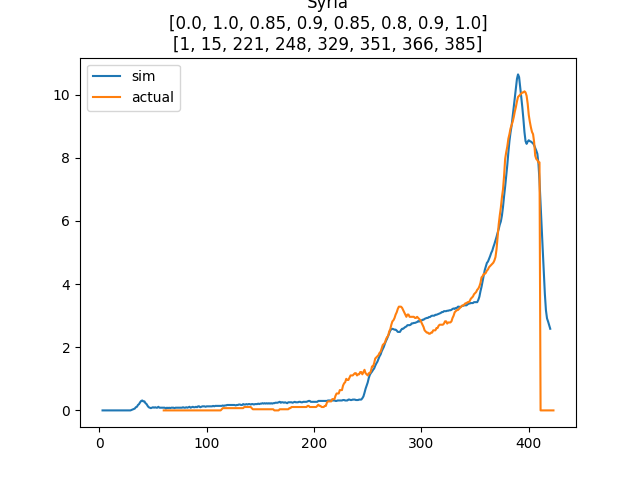 Syria
[0.0, 1.0, 0.85, 0.9, 0.85, 0.8, 0.9, 1.0]
[1, 15, 221, 248, 329, 351, 366, 385]
sim
actual
10
8
6
4
2
0
0 100 200 300 400